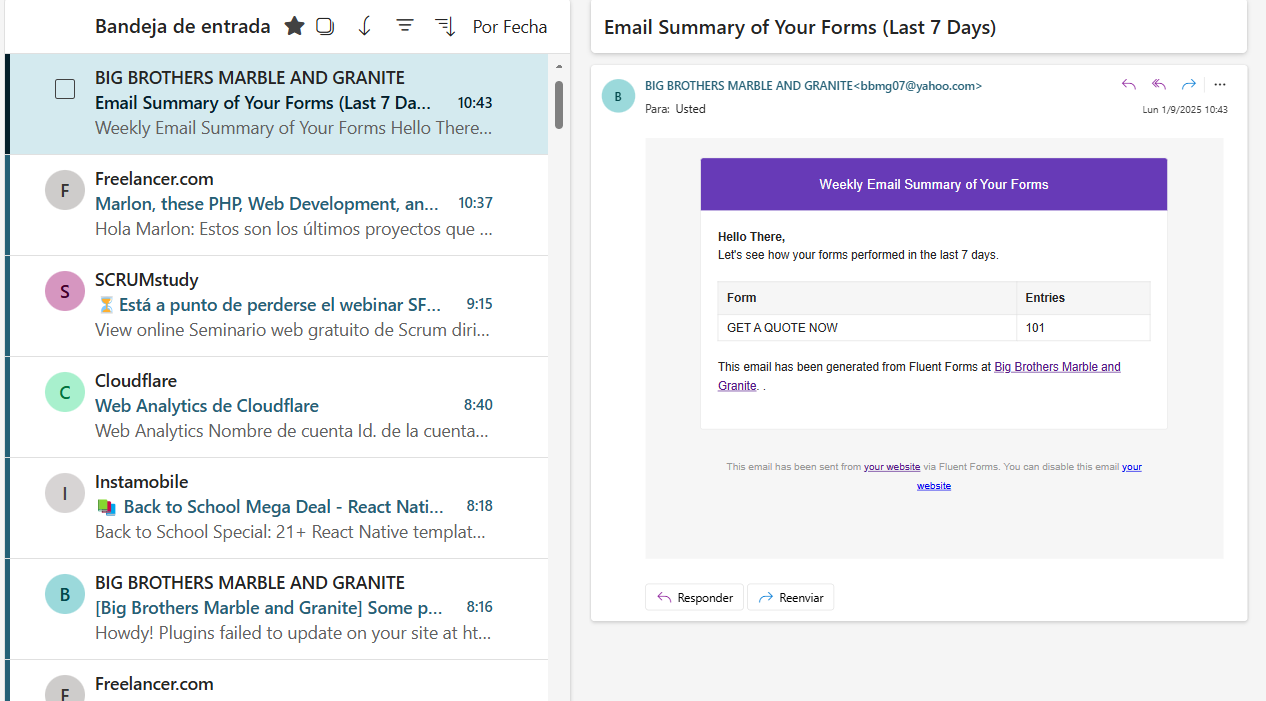 Bandeja de entrada
Por Fecha
BIG BROTHERS MARBLE AND GRANITE
Email Summary of Your Forms (Last 7 Da... 10:43
Weekly Email Summary of Your Forms Hello There...
F
Freelancer.com
Marlon, these PHP, Web Development, an... 10:37
Hola Marlon: Estos son los últimos proyectos que ...
S
SCRUMstudy
⏳ Está a punto de perderse el webinar SF... 9:15
View online Seminario web gratuito de Scrum diri...
C
Cloudflare
Web Analytics de Cloudflare 8:40
Web Analytics Nombre de cuenta Id. de la cuenta...
I
Instamobile
📚 Back to School Mega Deal - React Nati... 8:18
Back to School Special: 21+ React Native templat...
B
BIG BROTHERS MARBLE AND GRANITE
[Big Brothers Marble and Granite] Some p... 8:16
Howdy! Plugins failed to update on your site at ht...
F
Freelancer.com
Email Summary of Your Forms (Last 7 Days)
B
BIG BROTHERS MARBLE AND GRANITE<bbmg07@yahoo.com>
Para: Usted
Lun 1/9/2025 10:43
Weekly Email Summary of Your Forms
Hello There,
Let's see how your forms performed in the last 7 days.
Form Entries
GET A QUOTE NOW 101
This email has been generated from Fluent Forms at Big Brothers Marble and
Granite. .
This email has been sent from your website via Fluent Forms. You can disable this email your
website
Responder
Reenviar